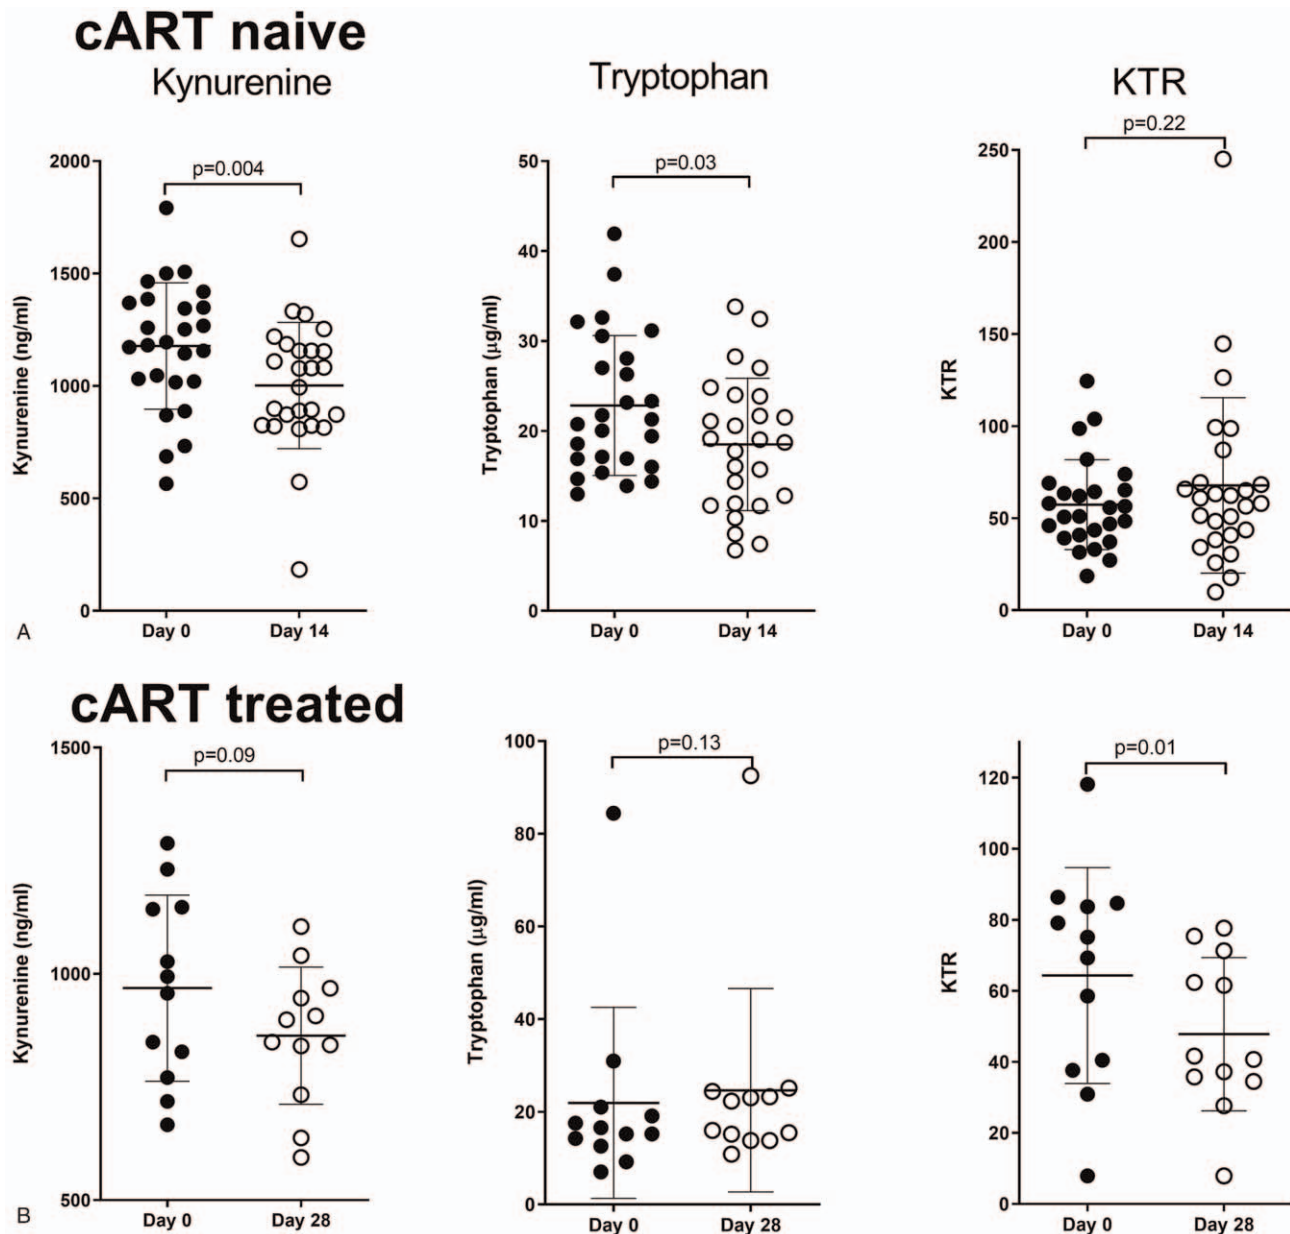 cART naive
Kynurenine
Tryptophan
KTR
p=0.004
p=0.03
p=0.22
Kynurenine (ng/ml)
2000
1500
1000
500
0
Day 0
Day 14
Tryptophan (µg/ml)
50
40
30
20
10
0
Day 0
Day 14
KTR
250
200
150
100
50
0
Day 0
Day 14
A
cART treated
p=0.09
p=0.13
p=0.01
Kynurenine (ng/ml)
1500
1000
500
Day 0
Day 28
Tryptophan (µg/ml)
100
80
60
40
20
0
Day 0
Day 28
KTR
120
100
80
60
40
20
0
Day 0
Day 28
B